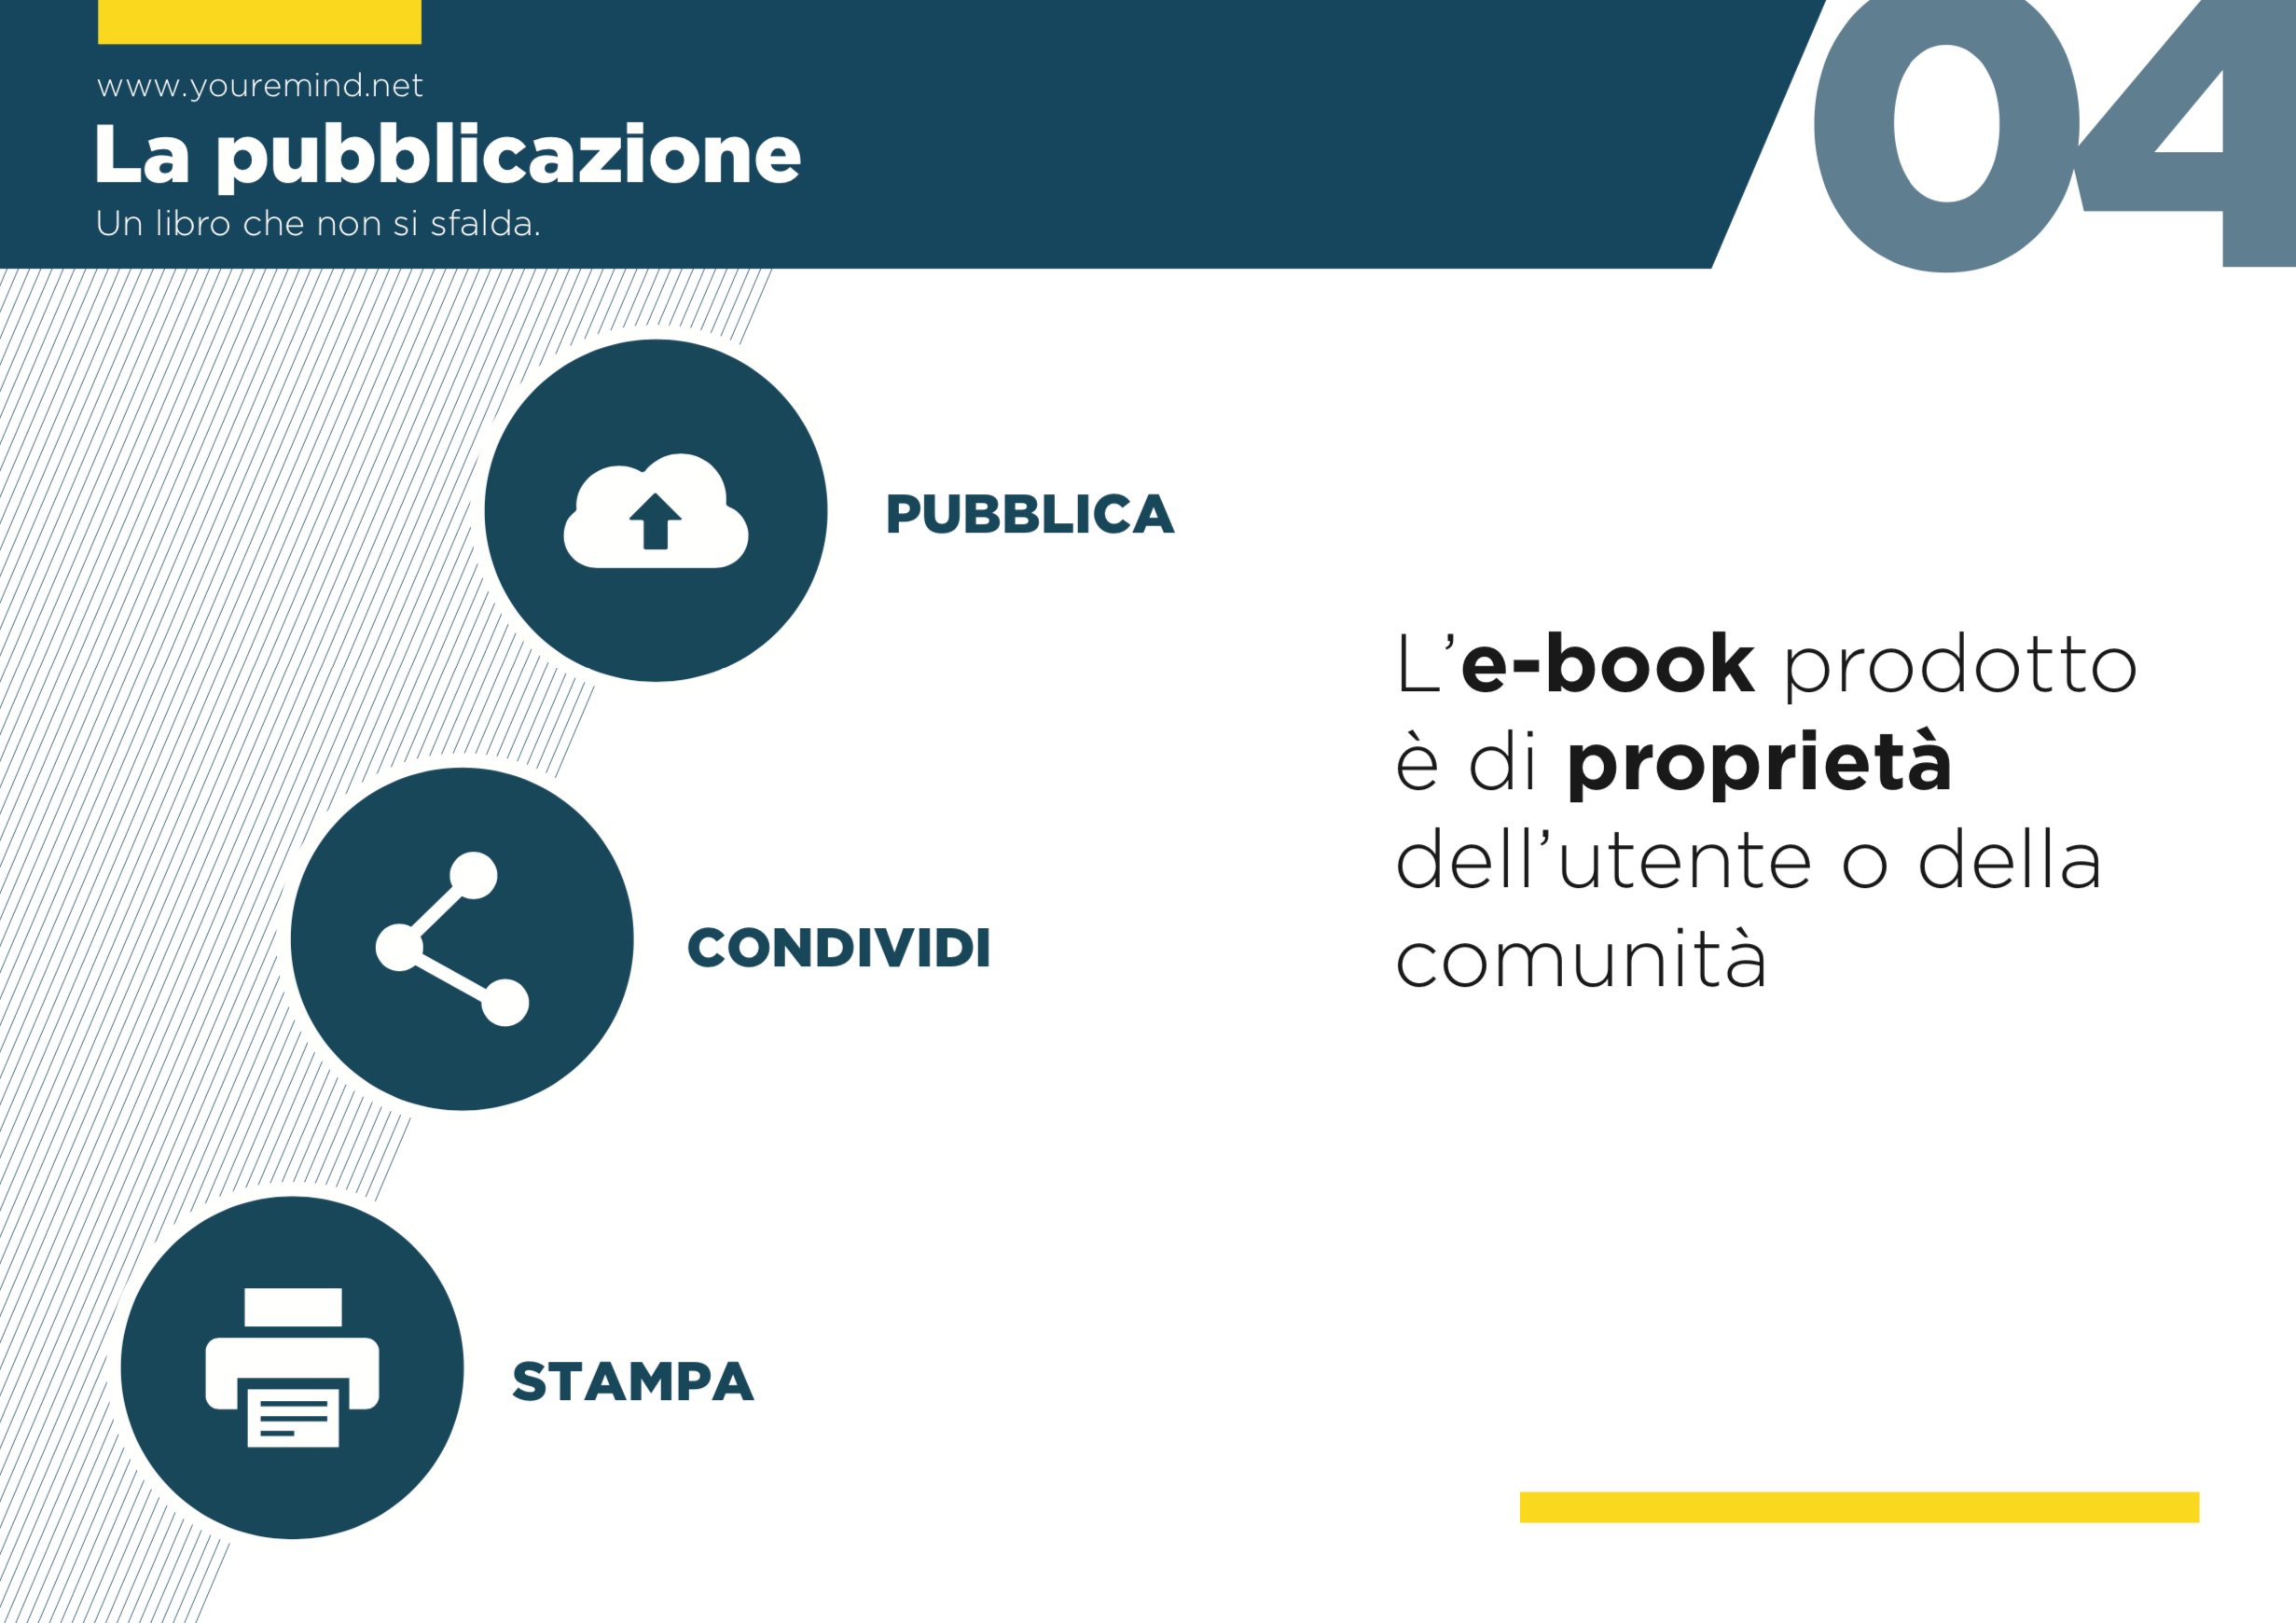 www.youremind.net
La pubblicazione
Un libro che non si sfalda.
04
PUBBLICA
CONDIVIDI
STAMPA
L’e-book prodotto
è di proprietà
dell’utente o della
comunità